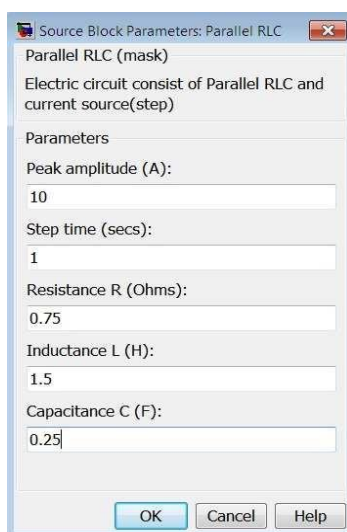 Source Block Parameters: Parallel RLC
Parallel RLC (mask)
Electric circuit consist of Parallel RLC and
current source(step)
Parameters
Peak amplitude (A):
10
Step time (secs):
1
Resistance R (Ohms):
0.75
Inductance L (H):
1.5
Capacitance C (F):
0.25
OK Cancel Help